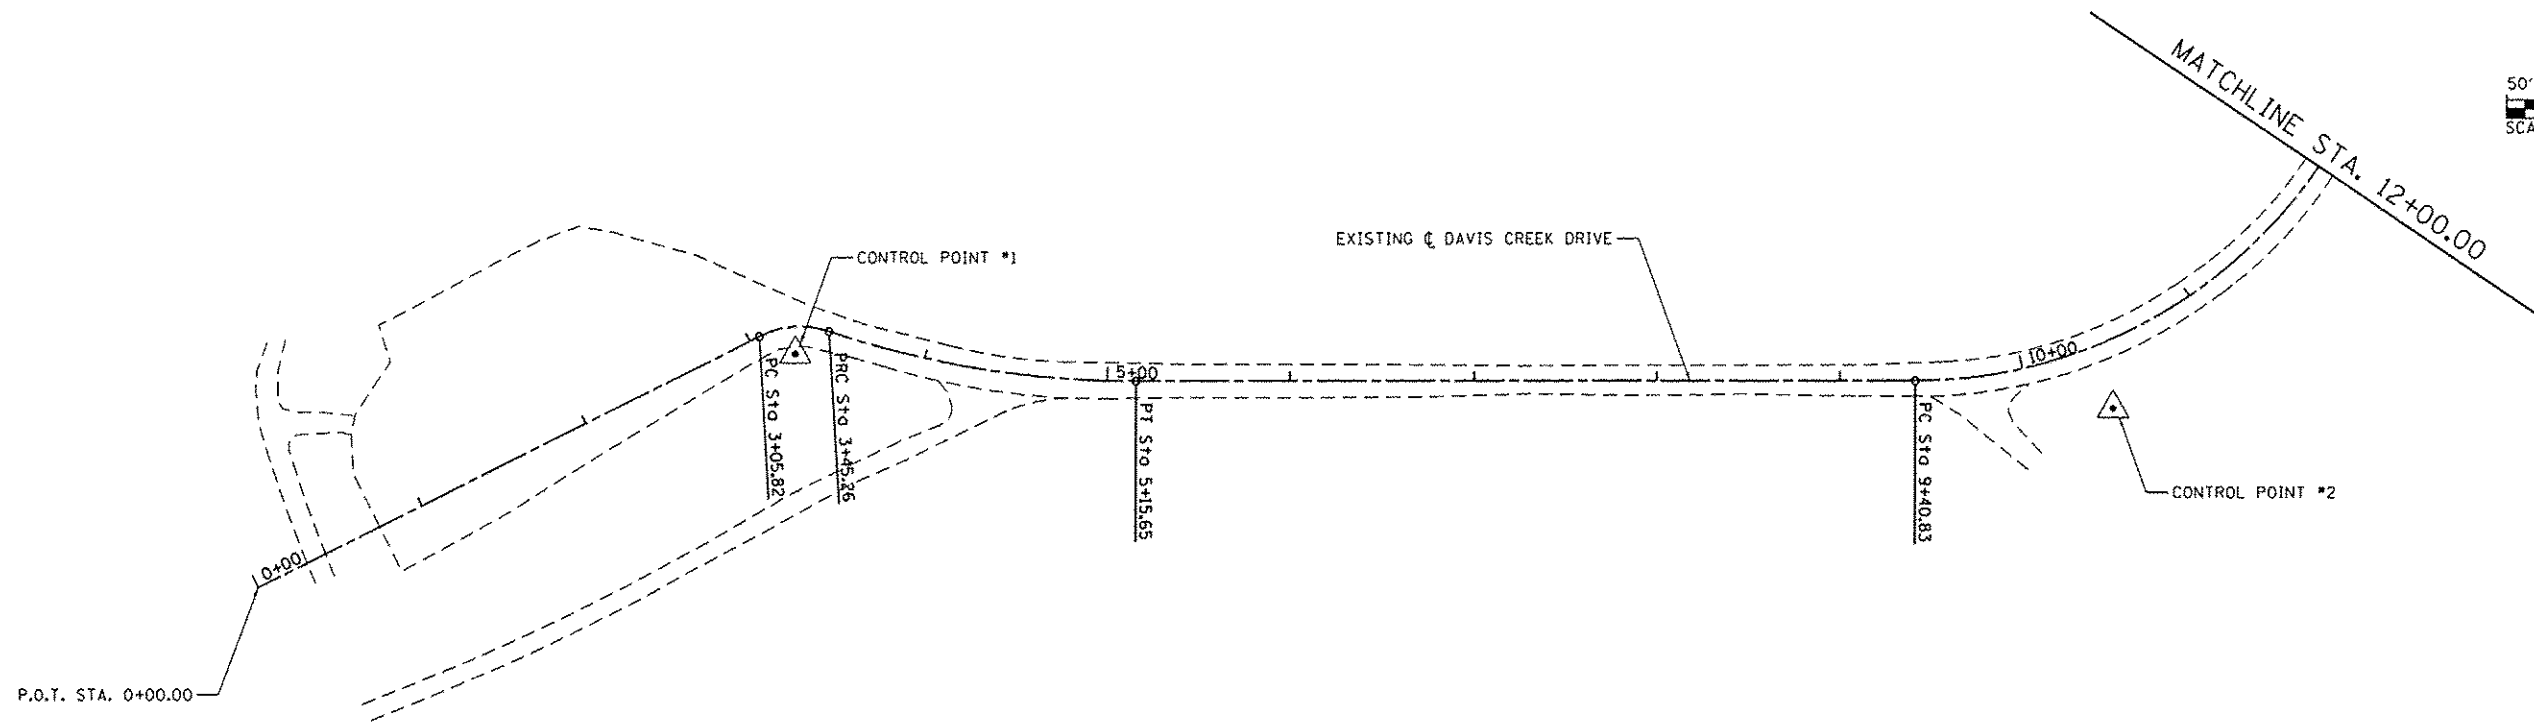 MATCHLINE STA. 12+00.00
50'
SCA
EXISTING ℄ DAVIS CREEK DRIVE
CONTROL POINT #1
10+00
5+00
PC Sta 3+05.82
PRC Sta 3+45.26
PT Sta 5+15.65
PC Sta 9+40.83
CONTROL POINT #2
0+00
P.O.T. STA. 0+00.00